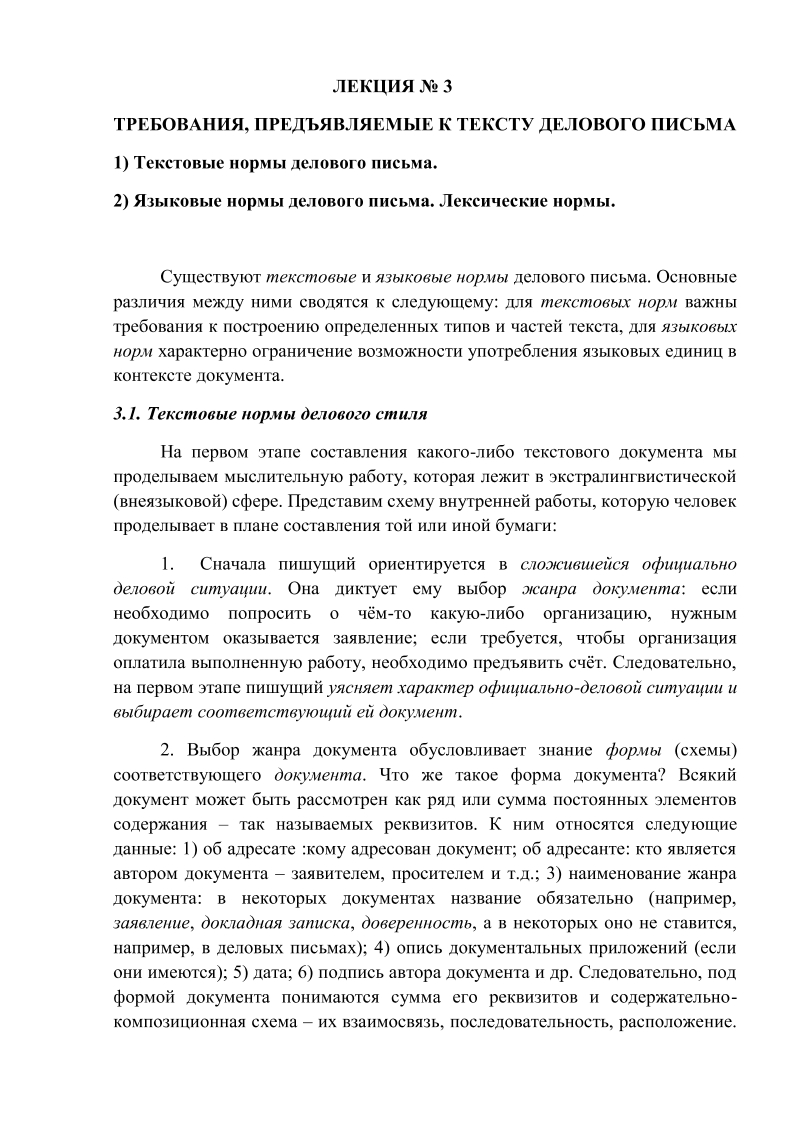 ЛЕКЦИЯ № 3
ТРЕБОВАНИЯ, ПРЕДЪЯВЛЯЕМЫЕ К ТЕКСТУ ДЕЛОВОГО ПИСЬМА
1) Текстовые нормы делового письма.
2) Языковые нормы делового письма. Лексические нормы.
Существуют текстовые и языковые нормы делового письма. Основные
различия между ними сводятся к следующему: для текстовых норм важны
требования к построению определенных типов и частей текста, для языковых
норм характерно ограничение возможности употребления языковых единиц в
контексте документа.
3.1. Текстовые нормы делового стиля
На первом этапе составления какого-либо текстового документа мы
проделываем мыслительную работу, которая лежит в экстралингвистической
(внеязыковой) сфере. Представим схему внутренней работы, которую человек
проделывает в плане составления той или иной бумаги:
1. Сначала пишущий ориентируется в сложившейся официально
деловой ситуации. Она диктует ему выбор жанра документа: если
необходимо попросить о чём-то какую-либо организацию, нужным
документом оказывается заявление; если требуется, чтобы организация
оплатила выполненную работу, необходимо предъявить счёт. Следовательно,
на первом этапе пишущий уясняет характер официально-деловой ситуации и
выбирает соответствующий ей документ.
2. Выбор жанра документа обусловливает знание формы (схемы)
соответствующего документа. Что же такое форма документа? Всякий
документ может быть рассмотрен как ряд или сумма постоянных элементов
содержания – так называемых реквизитов. К ним относятся следующие
данные: 1) об адресате :кому адресован документ; об адресанте: кто является
автором документа – заявителем, просителем и т.д.; 3) наименование жанра
документа: в некоторых документах название обязательно (например,
заявление, докладная записка, доверенность, а в некоторых оно не ставится,
например, в деловых письмах); 4) опись документальных приложений (если
они имеются); 5) дата; 6) подпись автора документа и др. Следовательно, под
формой документа понимаются сумма его реквизитов и содержательно-
композиционная схема – их взаимосвязь, последовательность, расположение.